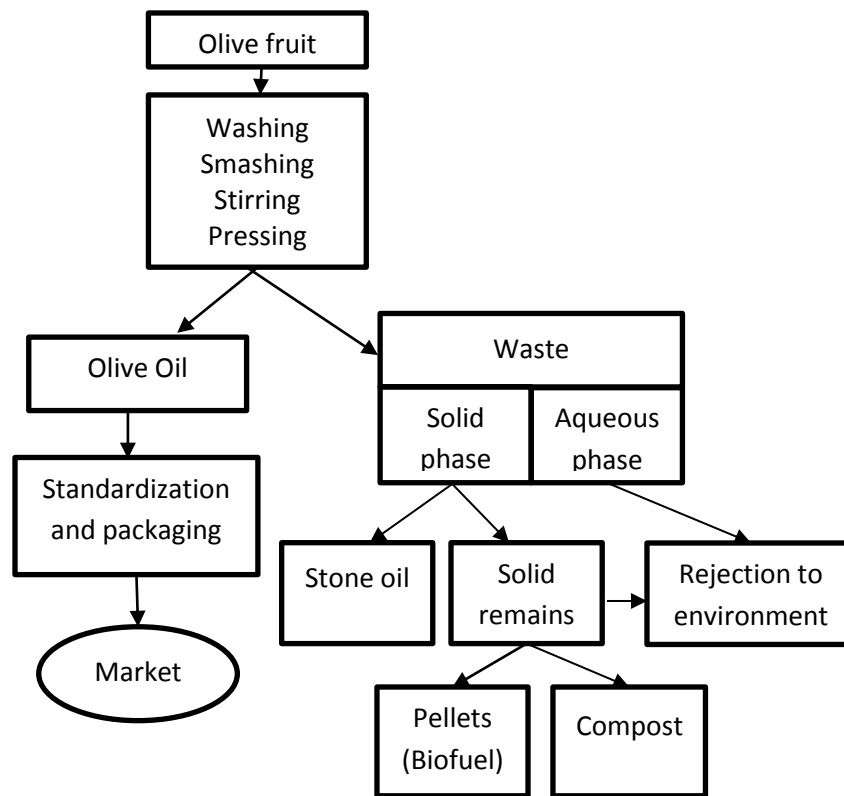 Olive fruit
Washing
Smashing
Stirring
Pressing
Olive Oil
Waste
Solid
phase
Aqueous
phase
Standardization
and packaging
Stone oil
Solid
remains
Rejection to
environment
Market
Pellets
(Biofuel)
Compost